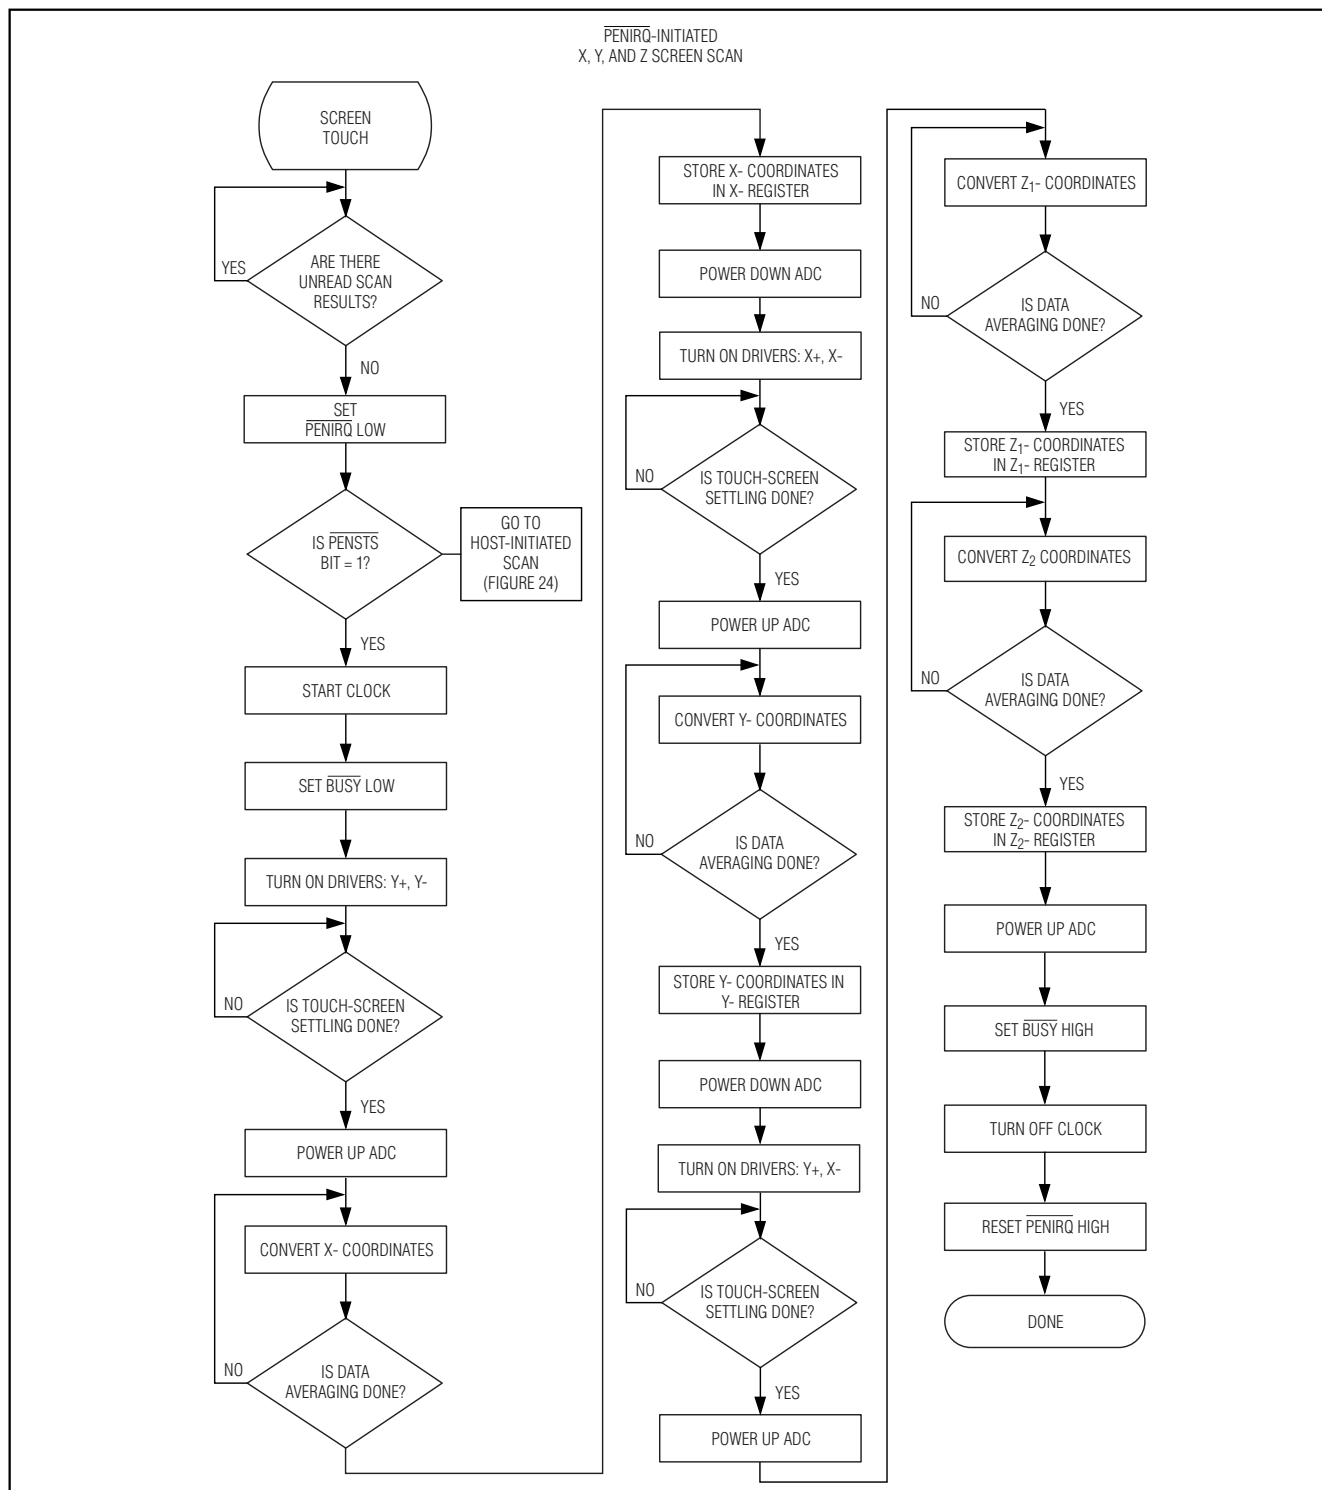 PENIRQ-INITIATED
X, Y, AND Z SCREEN SCAN
SCREEN
TOUCH
YES
ARE THERE
UNREAD SCAN
RESULTS?
NO
SET
PENIRQ LOW
IS PENSTS
BIT = 1?
GO TO
HOST-INITIATED
SCAN
(FIGURE 24)
YES
START CLOCK
SET BUSY LOW
TURN ON DRIVERS: Y+, Y-
NO
IS TOUCH-SCREEN
SETTLING DONE?
YES
POWER UP ADC
CONVERT X- COORDINATES
NO
IS DATA
AVERAGING DONE?
STORE X- COORDINATES
IN X- REGISTER
POWER DOWN ADC
TURN ON DRIVERS: X+, X-
NO
IS TOUCH-SCREEN
SETTLING DONE?
YES
POWER UP ADC
CONVERT Y- COORDINATES
NO
IS DATA
AVERAGING DONE?
YES
STORE Y- COORDINATES IN
Y- REGISTER
POWER DOWN ADC
TURN ON DRIVERS: Y+, X-
NO
IS TOUCH-SCREEN
SETTLING DONE?
YES
POWER UP ADC
CONVERT Z1- COORDINATES
NO
IS DATA
AVERAGING DONE?
YES
STORE Z1- COORDINATES
IN Z1- REGISTER
CONVERT Z2 COORDINATES
NO
IS DATA
AVERAGING DONE?
YES
STORE Z2- COORDINATES
IN Z2- REGISTER
POWER UP ADC
SET BUSY HIGH
TURN OFF CLOCK
RESET PENIRQ HIGH
DONE